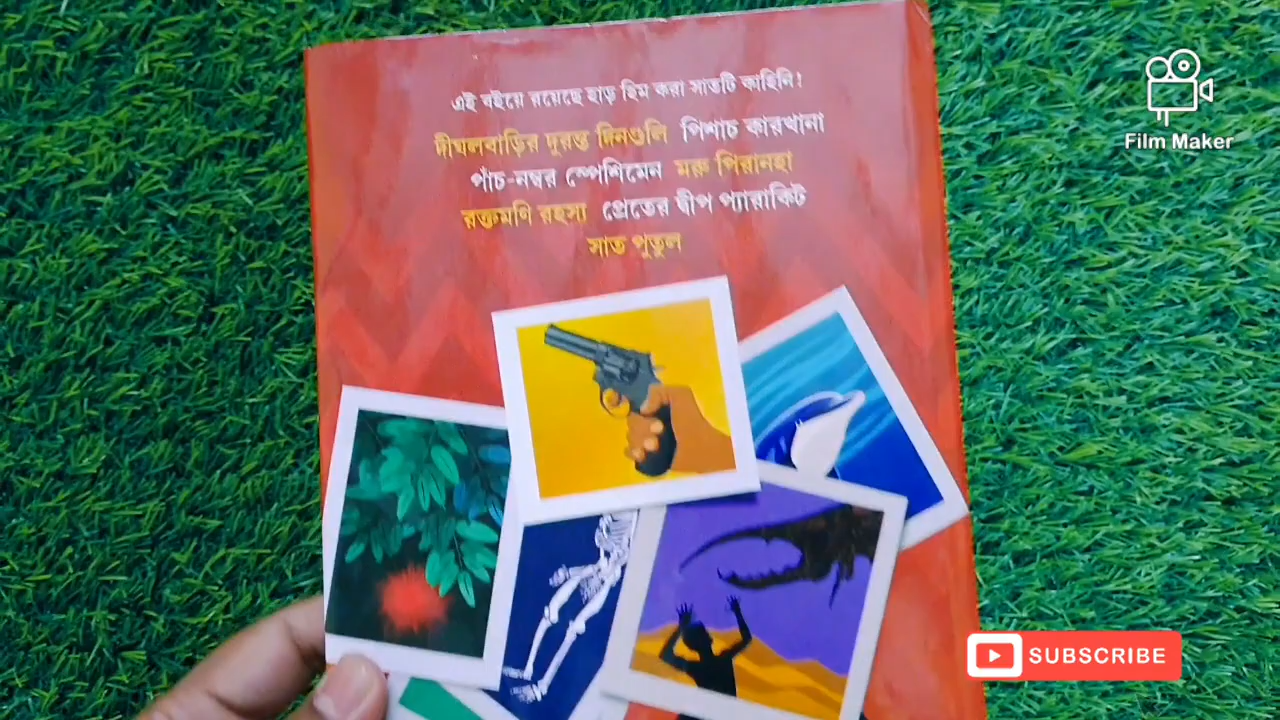 এই বইয়ে রয়েছে হাড় হিম করা সাতটি কাহিনি!
দীঘলবাড়ির দুরন্ত দিনগুলি পিশাচ কারখানা
পাঁচ-নম্বর স্পেশিমেন মরু পিরানহা
রক্তমণি রহস্য প্রেতের দ্বীপ প্যারাকিট
সাত পুতুল
Film Maker
SUBSCRIBE